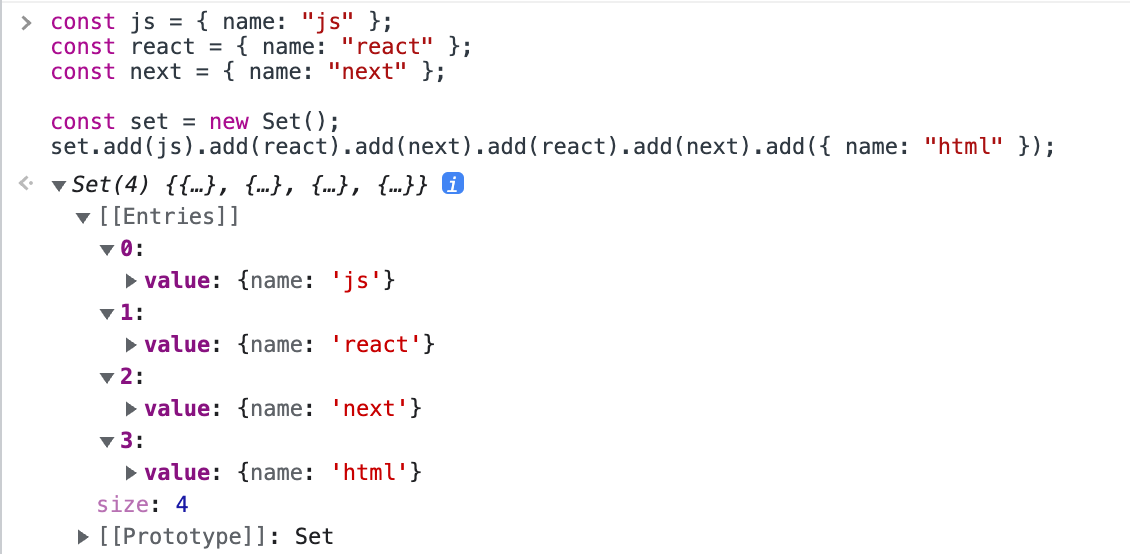 const js = { name: "js" };
const react = { name: "react" };
const next = { name: "next" };
const set = new Set();
set.add(js).add(react).add(next).add(react).add(next).add({ name: "html" });
Set(4) {{…}, {…}, {…}, {…}} i
[[Entries]]
0:
value: {name: 'js'}
1:
value: {name: 'react'}
2:
value: {name: 'next'}
3:
value: {name: 'html'}
size: 4
[[Prototype]]: Set